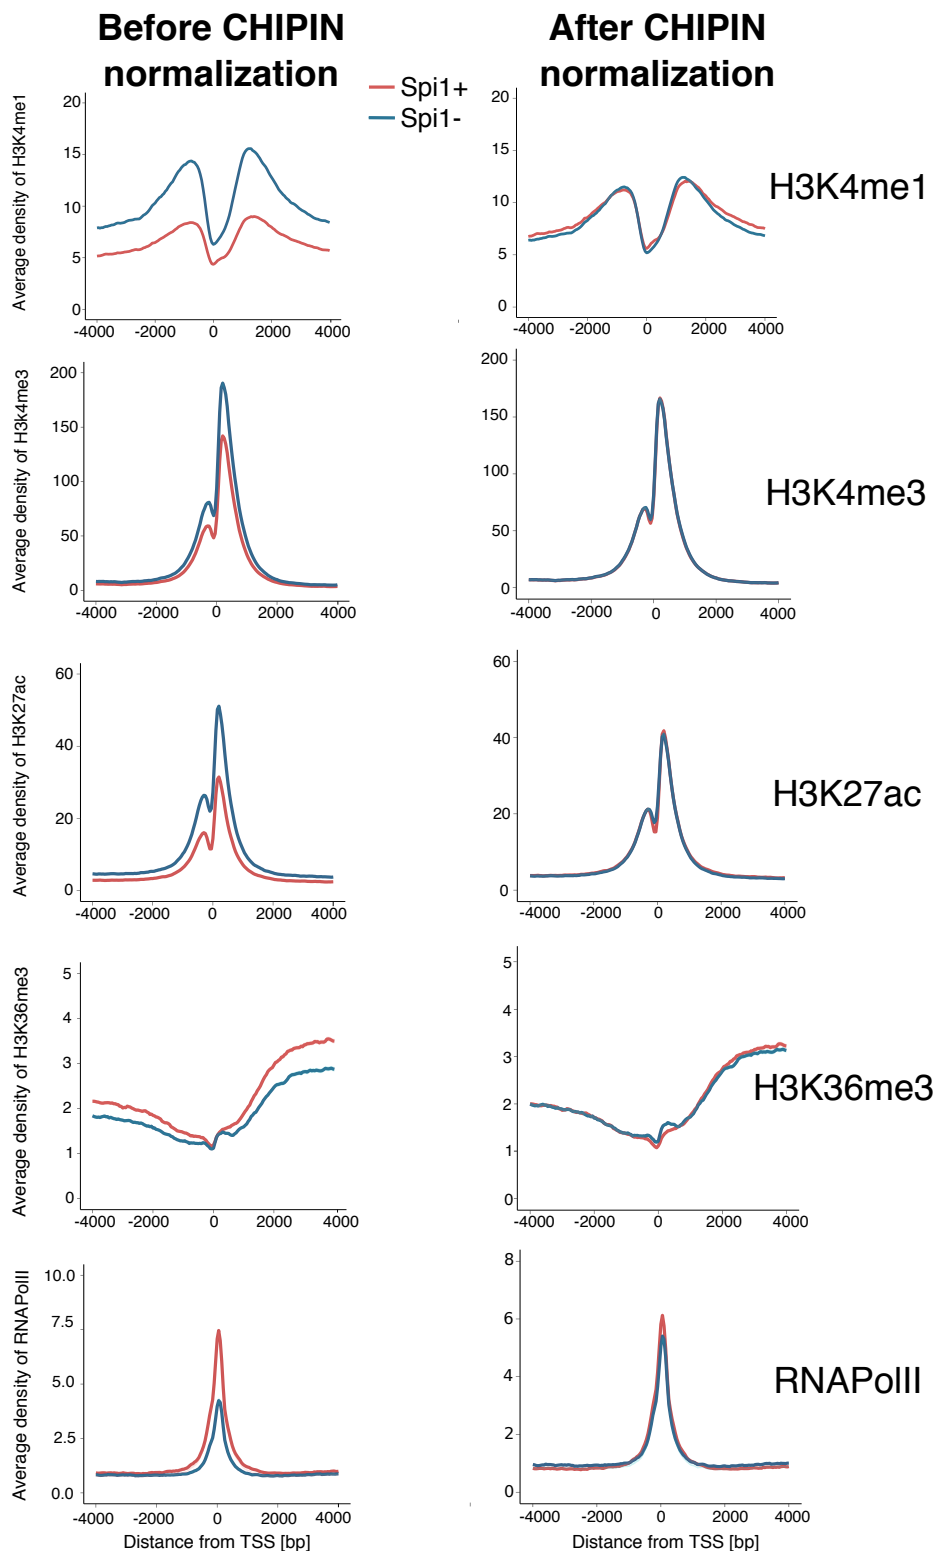 Before CHIPIN
normalization
After CHIPIN
normalization
Spi1+
Spi1-
Average density of H3K4me1
20
15
10
5
0
-4000 -2000 0 2000 4000
20
15
10
5
0
-4000 -2000 0 2000 4000
H3K4me1
Average density of H3k4me3
200
150
100
50
0
-4000 -2000 0 2000 4000
200
150
100
50
0
-4000 -2000 0 2000 4000
H3K4me3
Average density of H3K27ac
60
40
20
0
-4000 -2000 0 2000 4000
60
40
20
0
-4000 -2000 0 2000 4000
H3K27ac
Average density of H3K36me3
5
4
3
2
1
0
-4000 -2000 0 2000 4000
5
4
3
2
1
0
-4000 -2000 0 2000 4000
H3K36me3
Average density of RNAPolII
10.0
7.5
5.0
2.5
0.0
-4000 -2000 0 2000 4000
Distance from TSS [bp]
8
6
4
2
0
-4000 -2000 0 2000 4000
Distance from TSS [bp]
RNAPolII